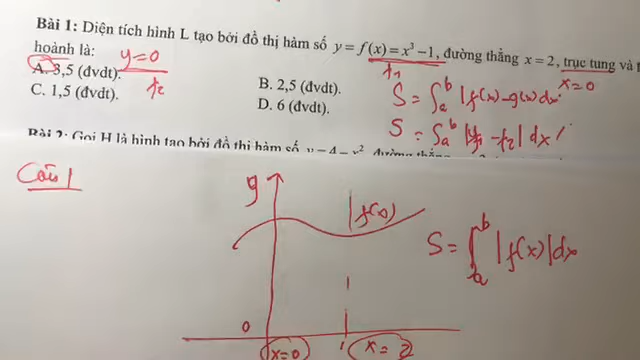 Bài 1: Diện tích hình L tạo bởi đồ thị hàm số y = f(x) = x³ − 1, đường thẳng x = 2, trục tung và
hoành là: y=0
x=0
A. 3,5 (đvdt).
B. 2,5 (đvdt).
C. 1,5 (đvdt).
D. 6 (đvdt).
f₁
f₂
S = ∫ₐᵇ |f(x) − g(x) dx
S = ∫ₐᵇ |f₁ − f₂| dx
Bài 2: Gọi H là hình tạo bởi đồ thị hàm số y = 4 − x², đường
Câu 1
y
f(x)
S = ∫ₐᵇ |f(x)| dx
0
x=0
x = 2